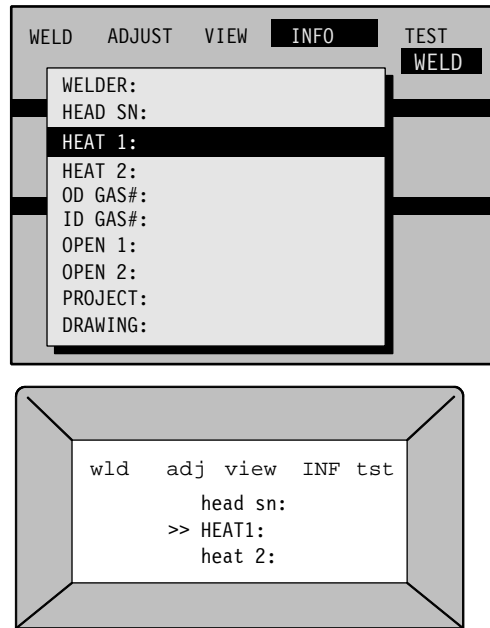 WELD ADJUST VIEW INFO TEST
WELD
WELDER:
HEAD SN:
HEAT 1:
HEAT 2:
OD GAS#:
ID GAS#:
OPEN 1:
OPEN 2:
PROJECT:
DRAWING:
wld adj view INF tst
head sn:
>> HEAT1:
heat 2: